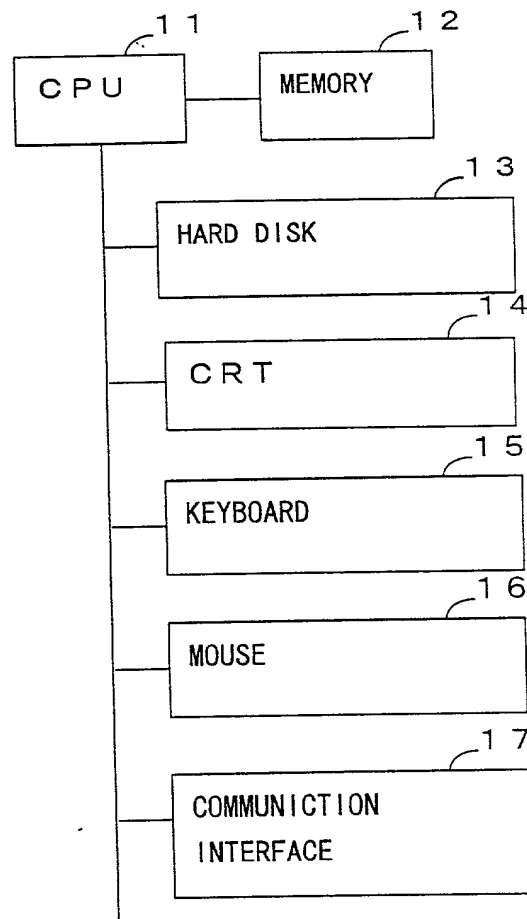 11
CPU
12
MEMORY
13
HARD DISK
14
CRT
15
KEYBOARD
16
MOUSE
17
COMMUNICTION
INTERFACE